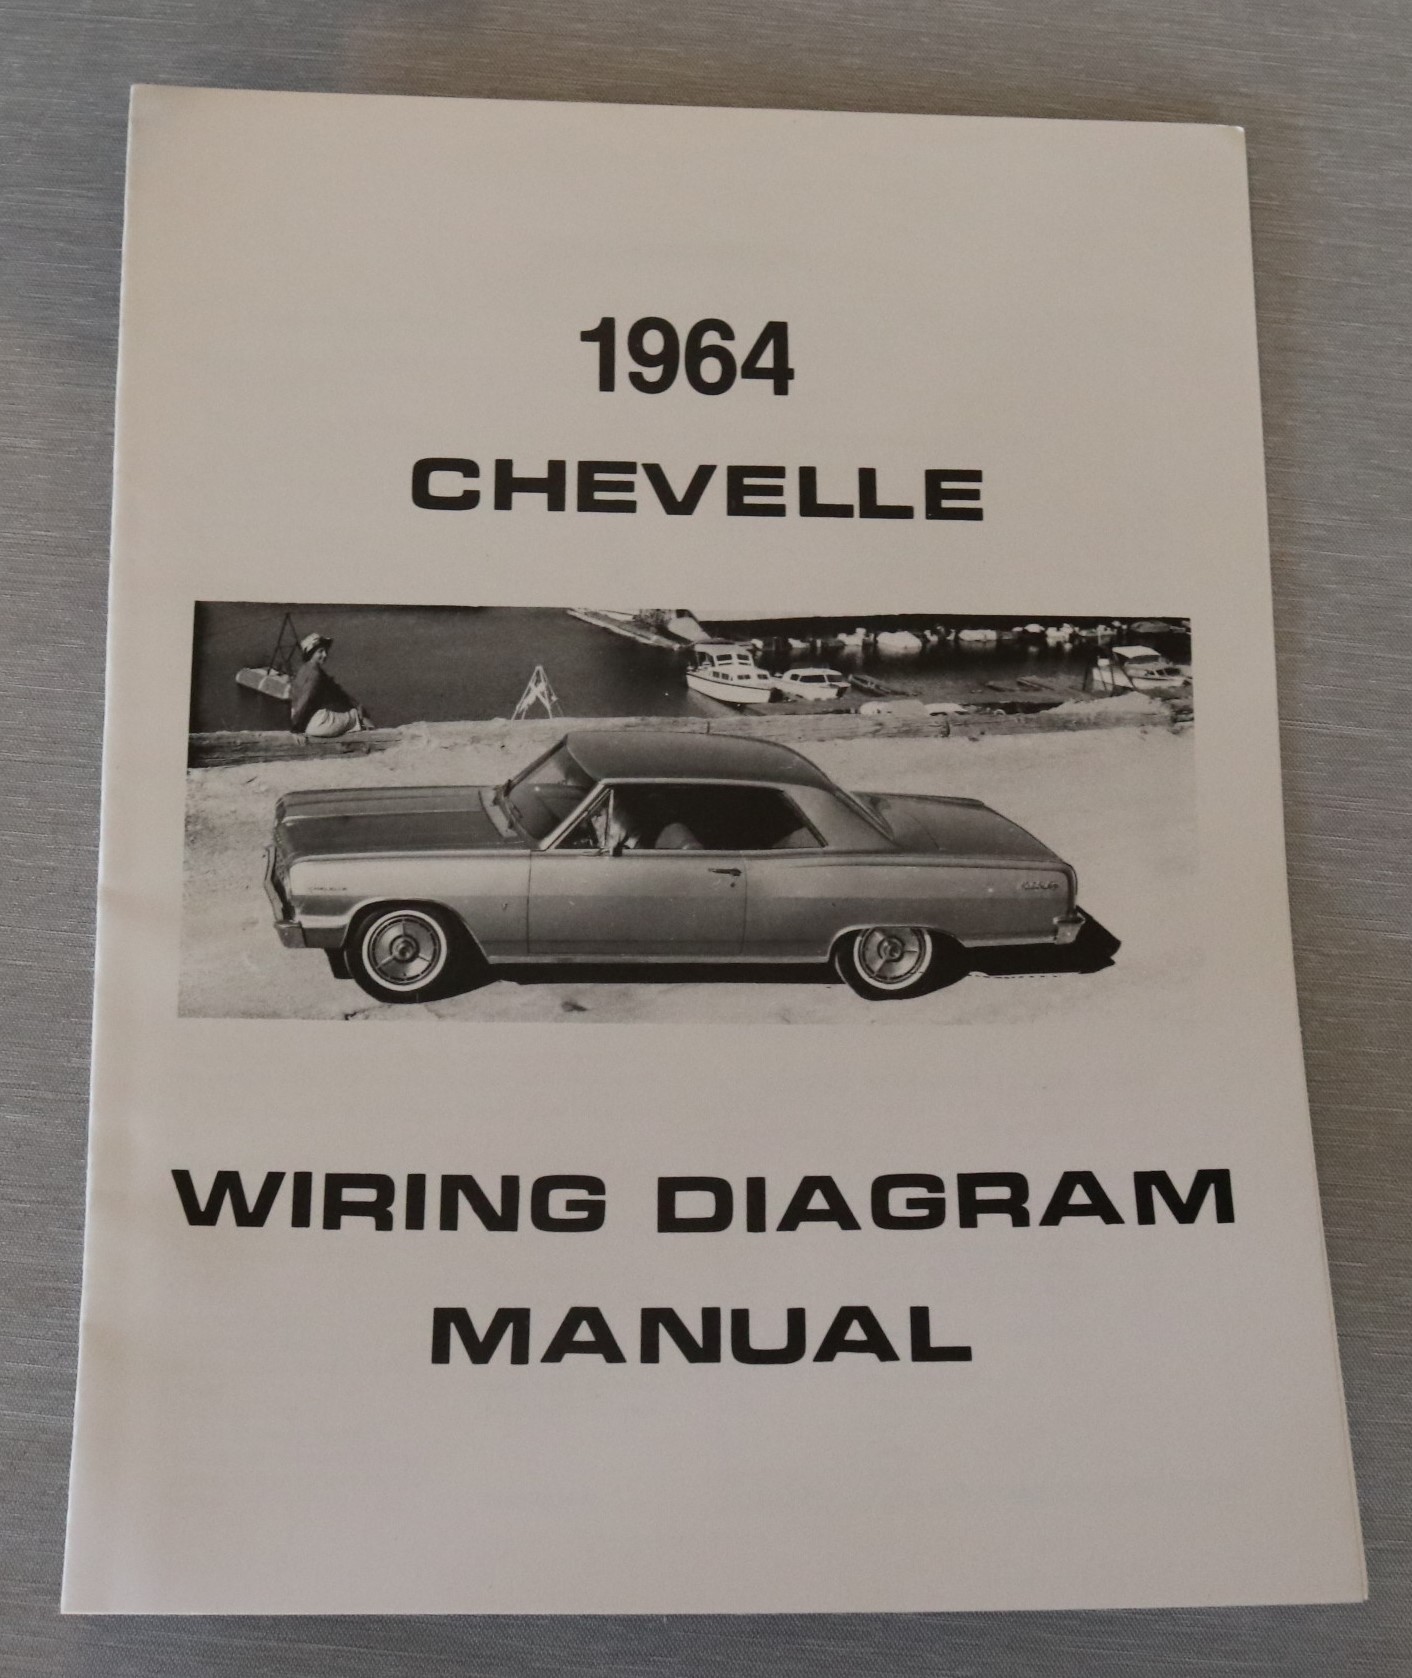 1964
CHEVELLE
WIRING DIAGRAM
MANUAL